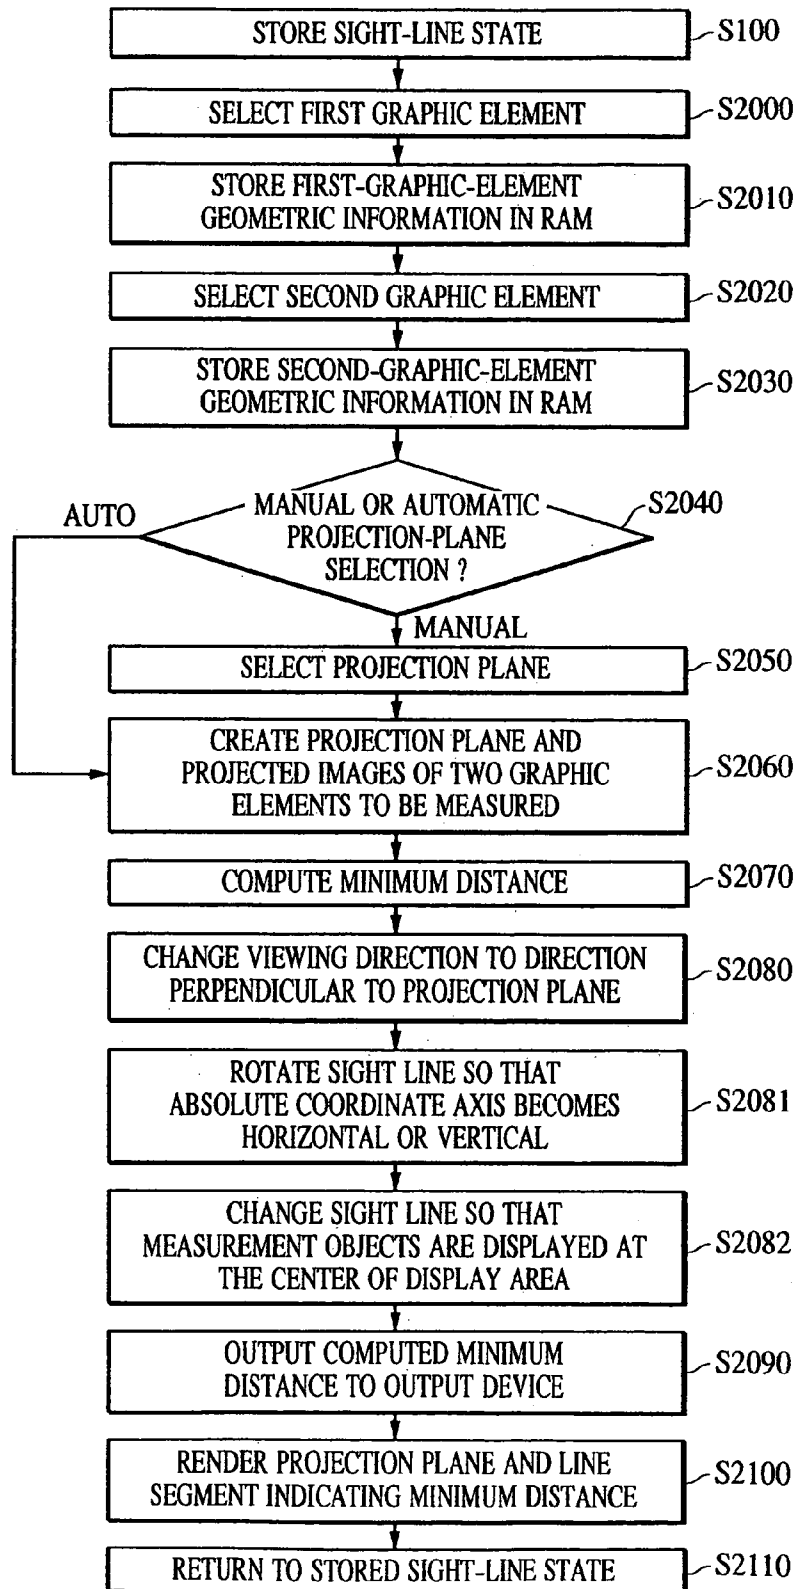 STORE SIGHT-LINE STATE
S100
SELECT FIRST GRAPHIC ELEMENT
S2000
STORE FIRST-GRAPHIC-ELEMENT
GEOMETRIC INFORMATION IN RAM
S2010
SELECT SECOND GRAPHIC ELEMENT
S2020
STORE SECOND-GRAPHIC-ELEMENT
GEOMETRIC INFORMATION IN RAM
S2030
MANUAL OR AUTOMATIC
PROJECTION-PLANE
SELECTION ?
S2040
AUTO
MANUAL
SELECT PROJECTION PLANE
S2050
CREATE PROJECTION PLANE AND
PROJECTED IMAGES OF TWO GRAPHIC
ELEMENTS TO BE MEASURED
S2060
COMPUTE MINIMUM DISTANCE
S2070
CHANGE VIEWING DIRECTION TO DIRECTION
PERPENDICULAR TO PROJECTION PLANE
S2080
ROTATE SIGHT LINE SO THAT
ABSOLUTE COORDINATE AXIS BECOMES
HORIZONTAL OR VERTICAL
S2081
CHANGE SIGHT LINE SO THAT
MEASUREMENT OBJECTS ARE DISPLAYED AT
THE CENTER OF DISPLAY AREA
S2082
OUTPUT COMPUTED MINIMUM
DISTANCE TO OUTPUT DEVICE
S2090
RENDER PROJECTION PLANE AND LINE
SEGMENT INDICATING MINIMUM DISTANCE
S2100
RETURN TO STORED SIGHT-LINE STATE
S2110